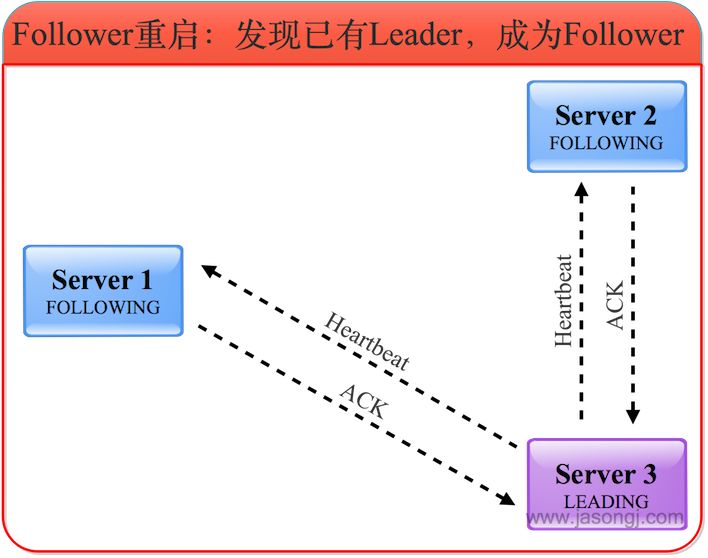 Follower重启：发现已有Leader，成为Follower
Server 2
FOLLOWING
Server 1
FOLLOWING
Heartbeat
ACK
Heartbeat
ACK
Server 3
LEADING
www.jasongj.com